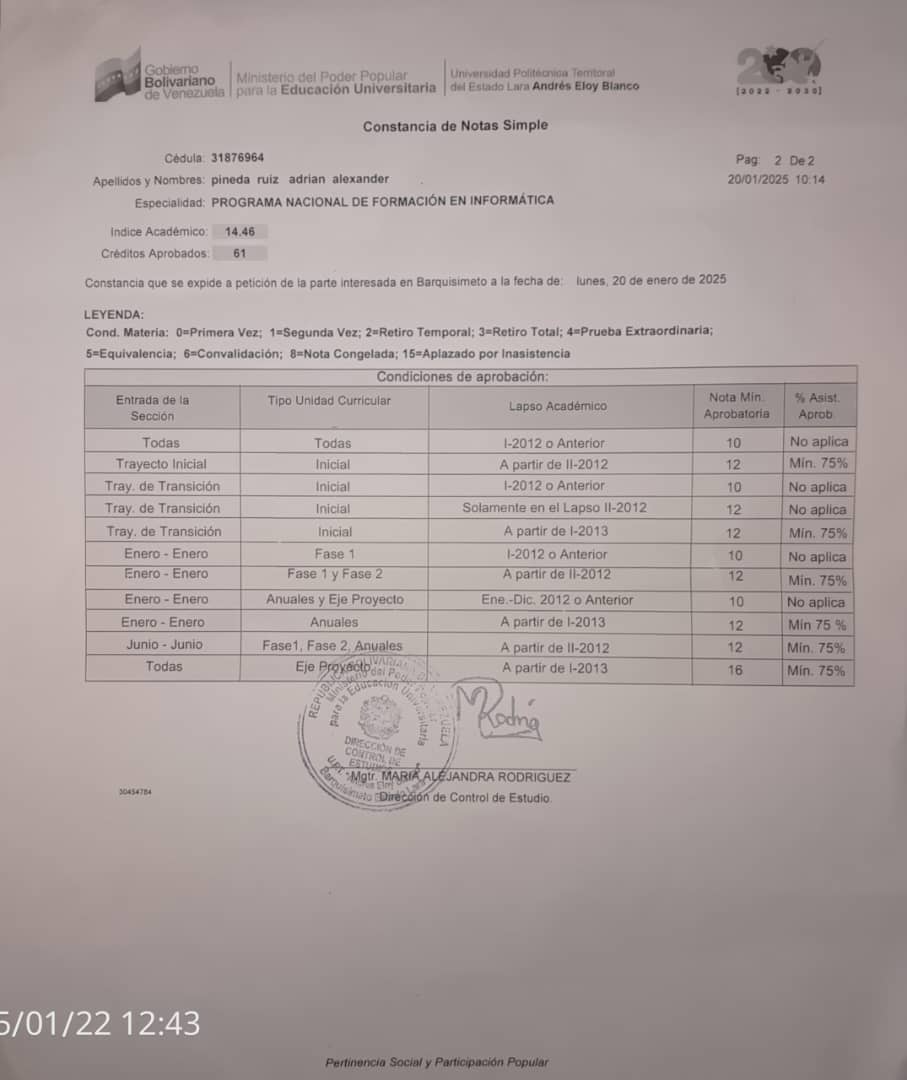 Gobierno
Bolivariano
de Venezuela
Ministerio del Poder Popular
para la Educación Universitaria
Universidad Politécnica Territorial
del Estado Lara Andrés Eloy Blanco
200
[2022 - 2030]
Constancia de Notas Simple
Cédula: 31876964
Pag: 2 De 2
Apellidos y Nombres: pineda ruiz adrian alexander
20/01/2025 10:14
Especialidad: PROGRAMA NACIONAL DE FORMACIÓN EN INFORMÁTICA
Indice Académico: 14,46
Créditos Aprobados: 61
Constancia que se expide a petición de la parte interesada en Barquisimeto a la fecha de: lunes, 20 de enero de 2025
LEYENDA:
Cond. Materia: 0=Primera Vez; 1=Segunda Vez; 2=Retiro Temporal; 3=Retiro Total; 4=Prueba Extraordinaria;
5=Equivalencia; 6=Convalidación; 8=Nota Congelada; 15=Aplazado por Inasistencia
Condiciones de aprobación:
Entrada de la Sección Tipo Unidad Curricular Lapso Académico Nota Mín. Aprobatoria % Asist. Aprob.
Todas Todas I-2012 o Anterior 10 No aplica
Trayecto Inicial Inicial A partir de II-2012 12 Mín. 75%
Tray. de Transición Inicial I-2012 o Anterior 10 No aplica
Tray. de Transición Inicial Solamente en el Lapso II-2012 12 No aplica
Tray. de Transición Inicial A partir de I-2013 12 Mín. 75%
Enero - Enero Fase 1 I-2012 o Anterior 10 No aplica
Enero - Enero Fase 1 y Fase 2 A partir de II-2012 12 Mín. 75%
Enero - Enero Anuales y Eje Proyecto Ene.-Dic. 2012 o Anterior 10 No aplica
Enero - Enero Anuales A partir de I-2013 12 Mín 75 %
Junio - Junio Fase1, Fase 2, Anuales A partir de II-2012 12 Mín. 75%
Todas Eje Proyecto A partir de I-2013 16 Mín. 75%
Ministerio del Poder Popular
para la Educación Universitaria
DIRECCIÓN DE
CONTROL DE
Rodrig
Mgtr. MARÍA ALEJANDRA RODRIGUEZ
Dirección de Control de Estudio.
30454784
5/01/22 12:43
Pertinencia Social y Participación Popular